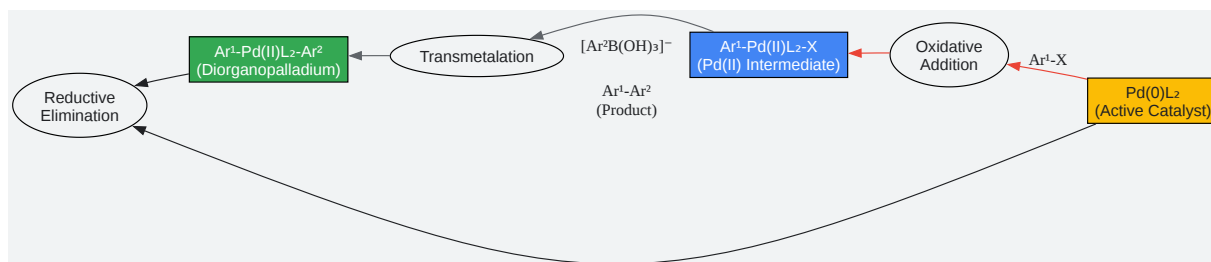 Ar¹-Pd(II)L₂-Ar²
(Diorganopalladium)
Reductive
Elimination
Transmetalation
[Ar²B(OH)₃]⁻
Ar¹-Ar²
(Product)
Ar¹-Pd(II)L₂-X
(Pd(II) Intermediate)
Oxidative
Addition
Ar¹-X
Pd(0)L₂
(Active Catalyst)